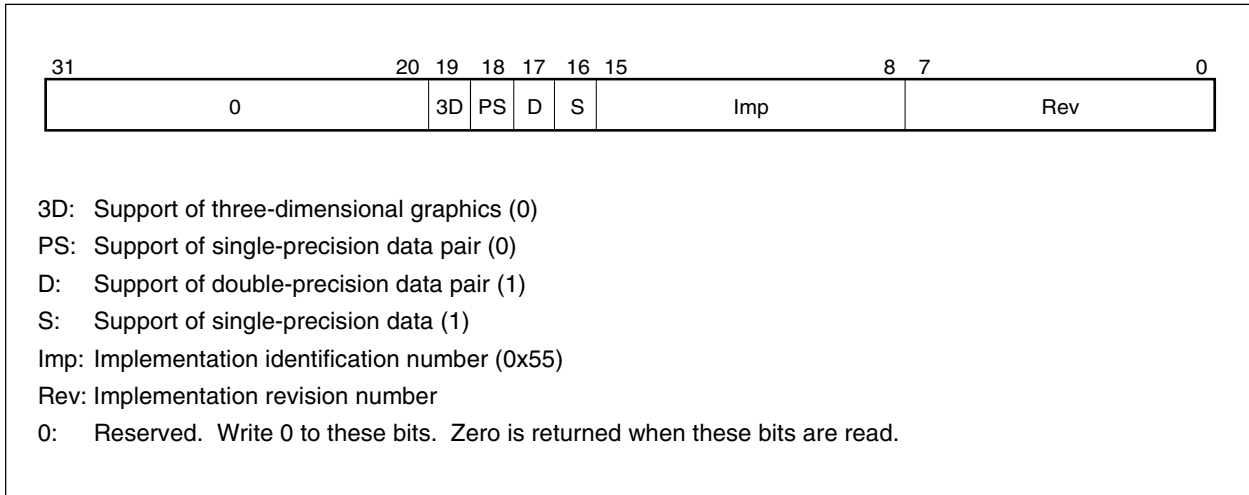 31 20 19 18 17 16 15 8 7 0
0 3D PS D S Imp Rev
3D: Support of three-dimensional graphics (0)
PS: Support of single-precision data pair (0)
D: Support of double-precision data pair (1)
S: Support of single-precision data (1)
Imp: Implementation identification number (0x55)
Rev: Implementation revision number
0: Reserved. Write 0 to these bits. Zero is returned when these bits are read.